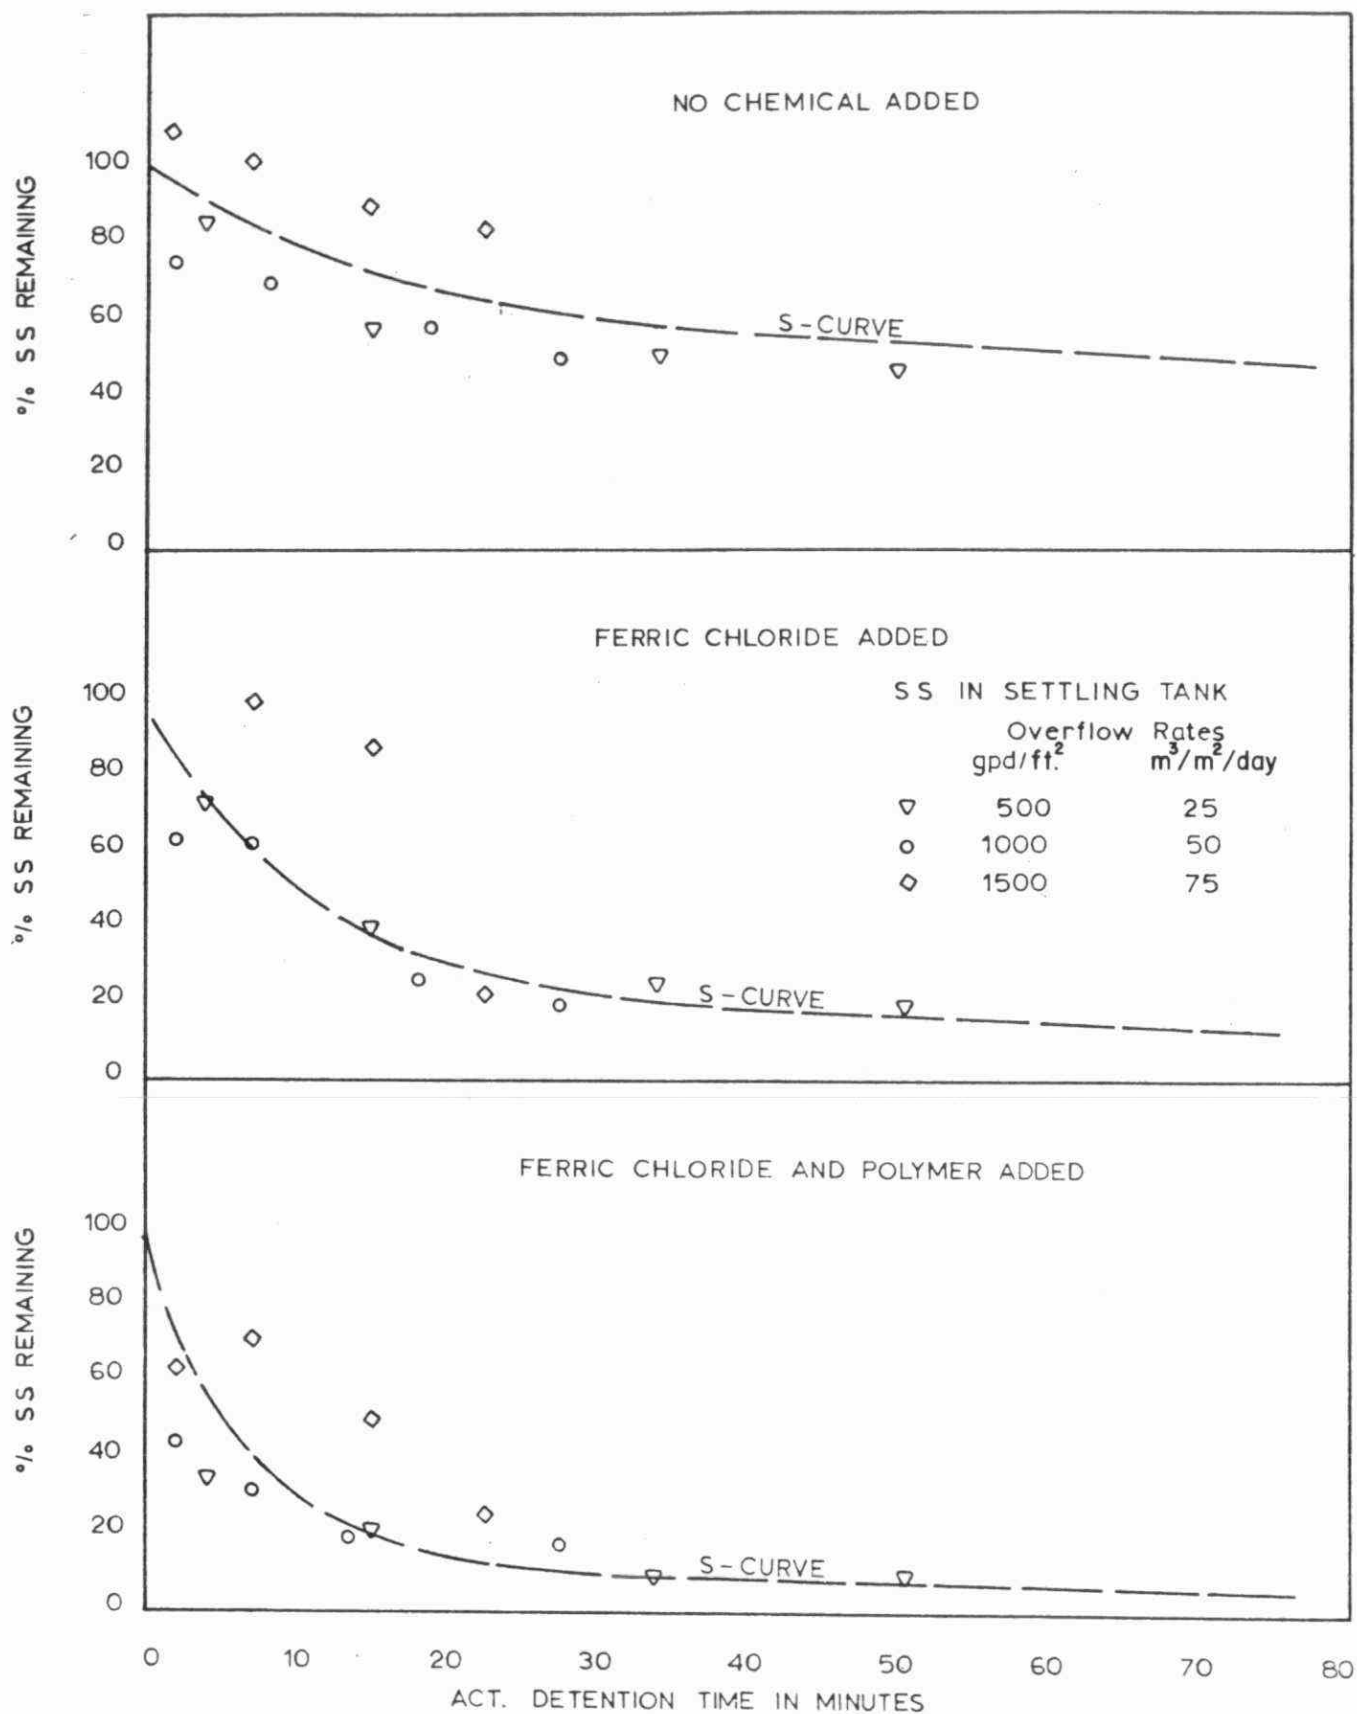 NO CHEMICAL ADDED
% SS REMAINING
100
80
60
40
20
0
S-CURVE
FERRIC CHLORIDE ADDED
% SS REMAINING
100
80
60
40
20
0
SS IN SETTLING TANK
Overflow Rates
gpd/ft.² m³/m²/day
500 25
1000 50
1500 75
S-CURVE
FERRIC CHLORIDE AND POLYMER ADDED
% SS REMAINING
100
80
60
40
20
0
S-CURVE
0 10 20 30 40 50 60 70 80
ACT. DETENTION TIME IN MINUTES